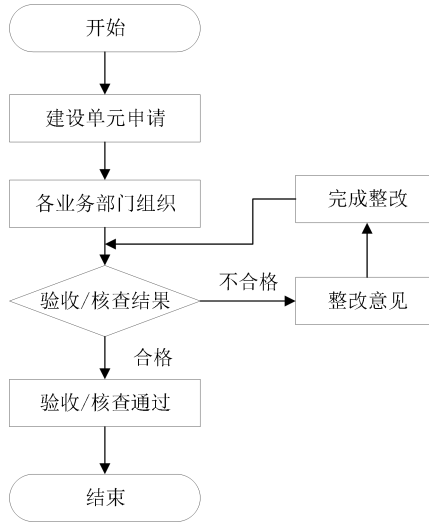 开始
建设单元申请
各业务部门组织
完成整改
验收/核查结果
不合格
整改意见
合格
验收/核查通过
结束